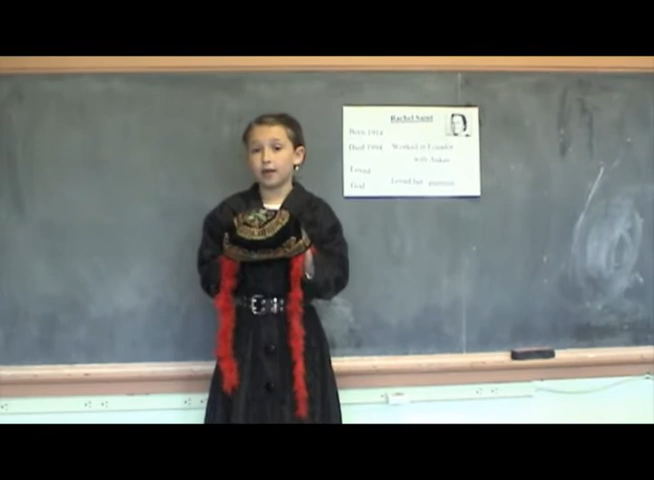 Rachel Saint
Born 1914
Died 1994 Worked in Ecuador
with Aukas
Loved
God Loved her